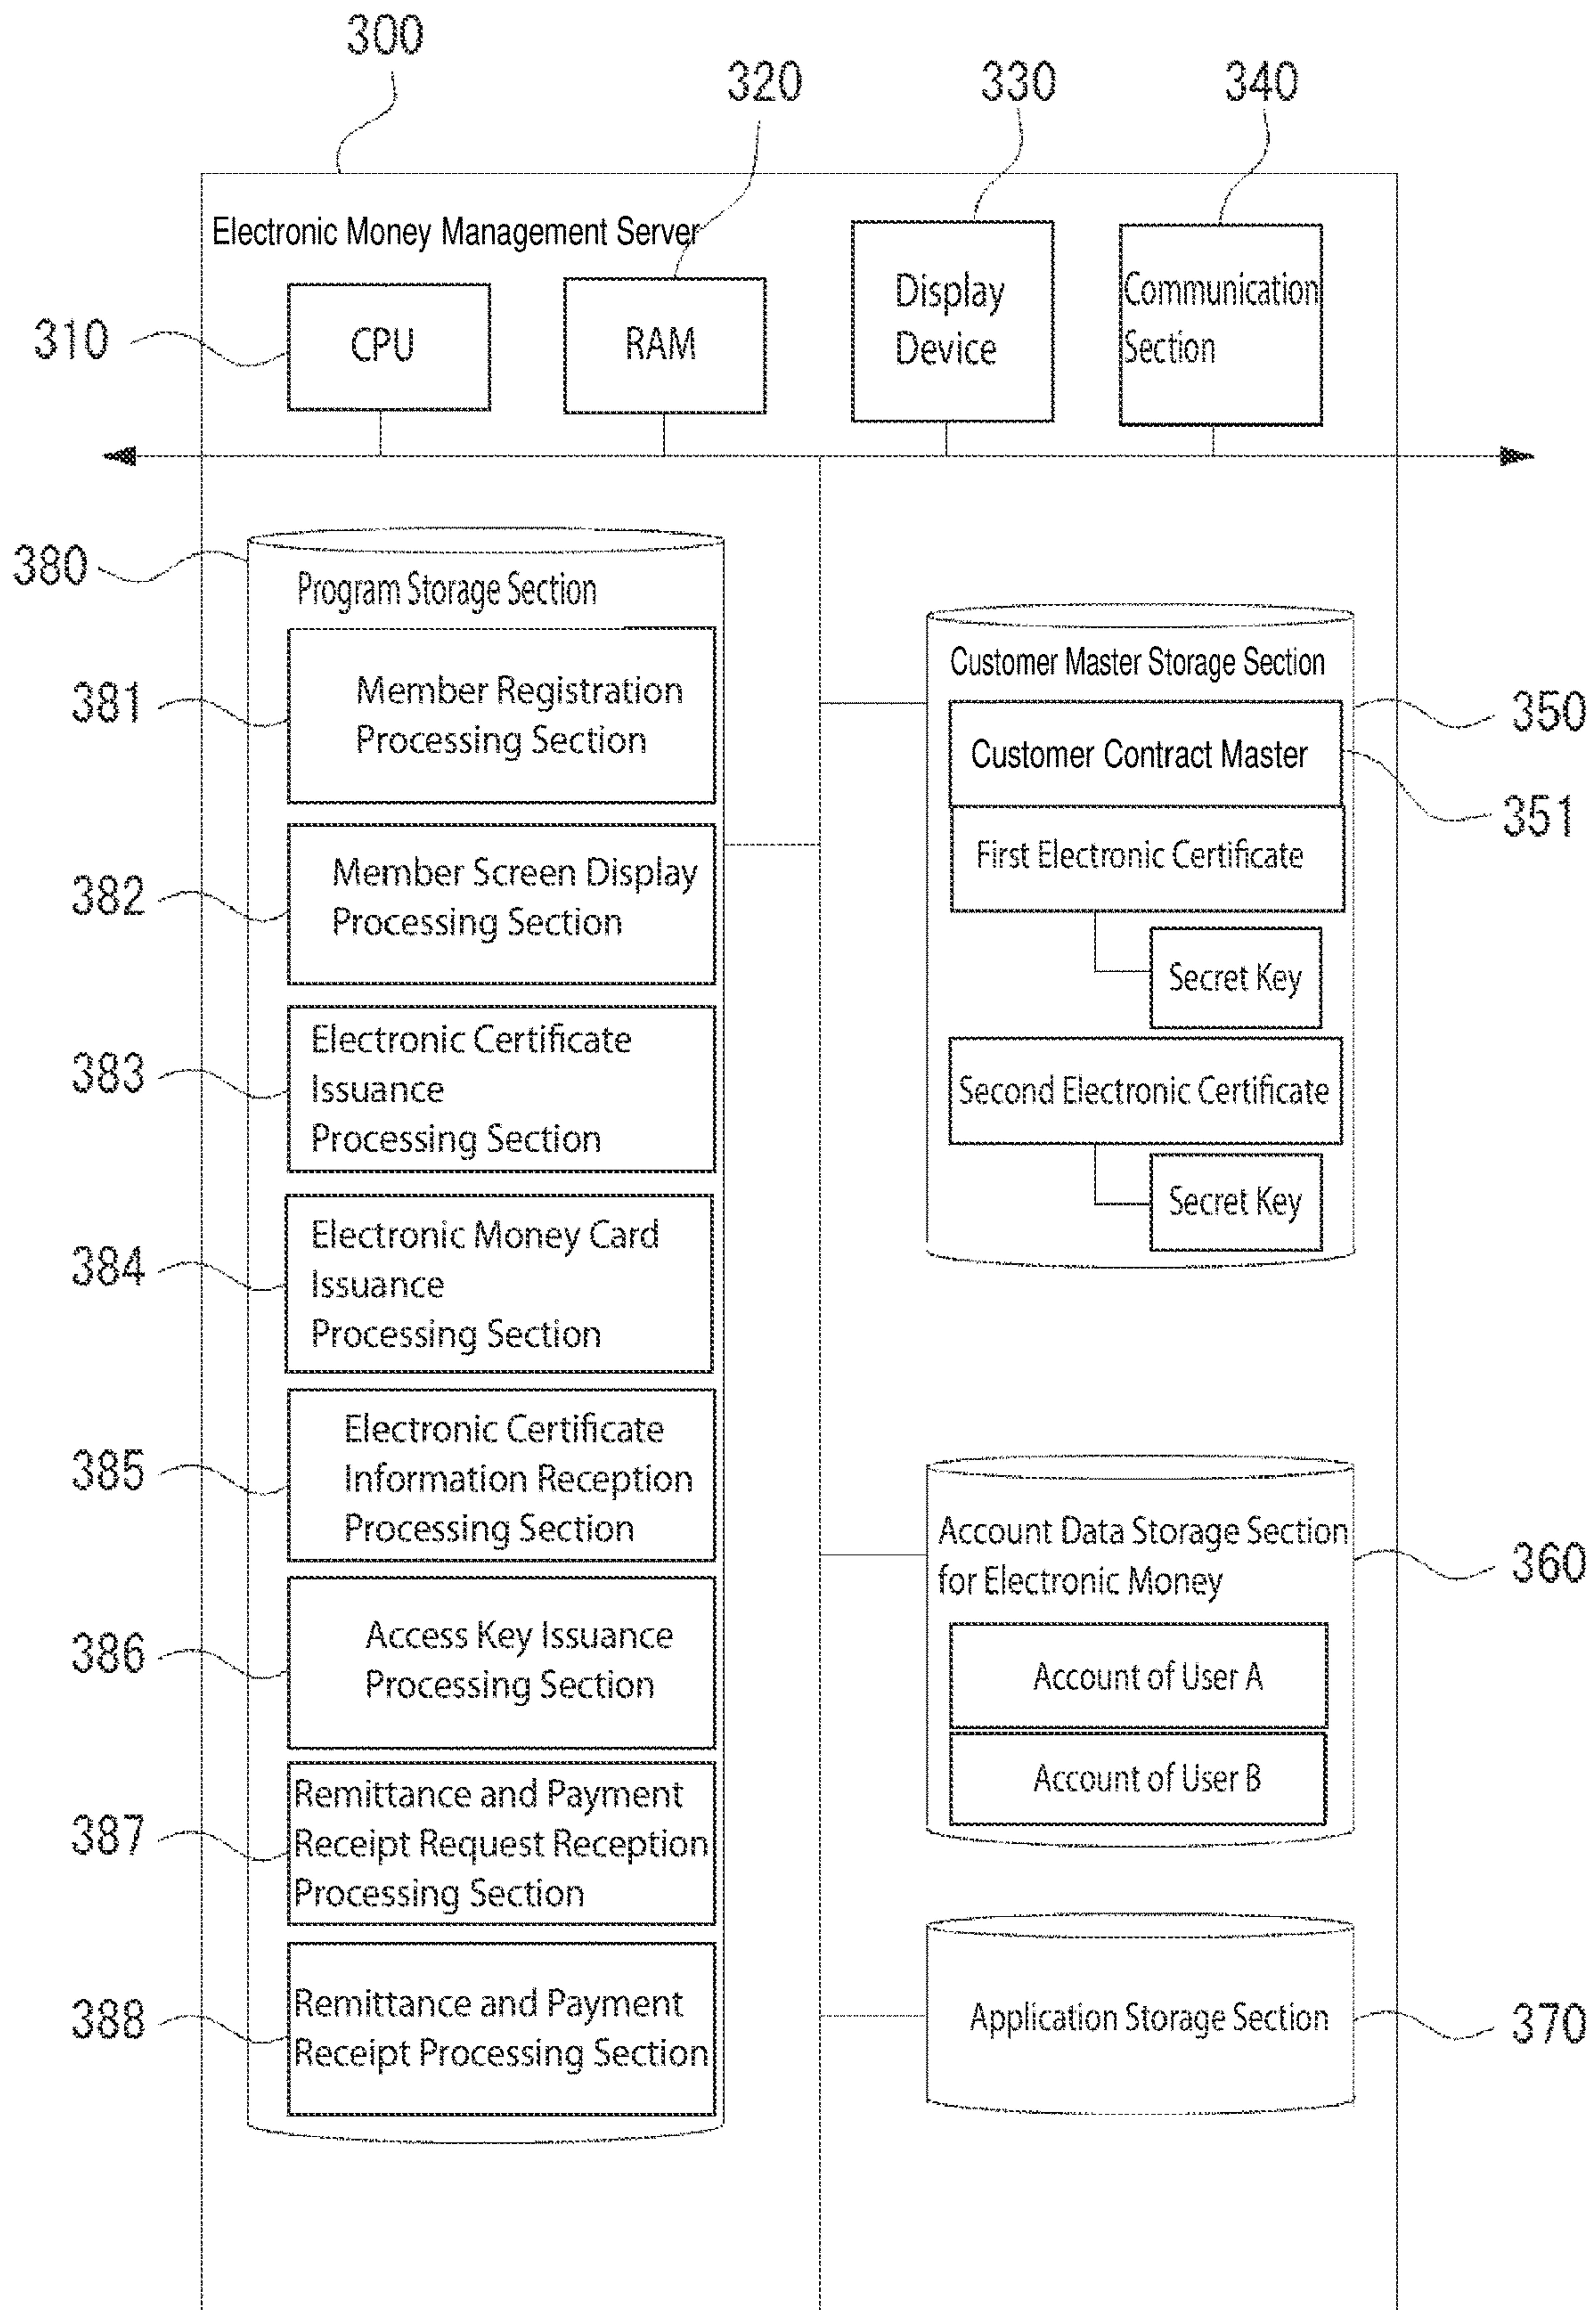 300
320
330
340
Electronic Money Management Server
310
CPU
RAM
Display
Device
Communication
Section
380
Program Storage Section
381
Member Registration
Processing Section
382
Member Screen Display
Processing Section
383
Electronic Certificate
Issuance
Processing Section
384
Electronic Money Card
Issuance
Processing Section
385
Electronic Certificate
Information Reception
Processing Section
386
Access Key Issuance
Processing Section
387
Remittance and Payment
Receipt Request Reception
Processing Section
388
Remittance and Payment
Receipt Processing Section
Customer Master Storage Section
350
Customer Contract Master
351
First Electronic Certificate
Secret Key
Second Electronic Certificate
Secret Key
Account Data Storage Section
for Electronic Money
360
Account of User A
Account of User B
Application Storage Section
370